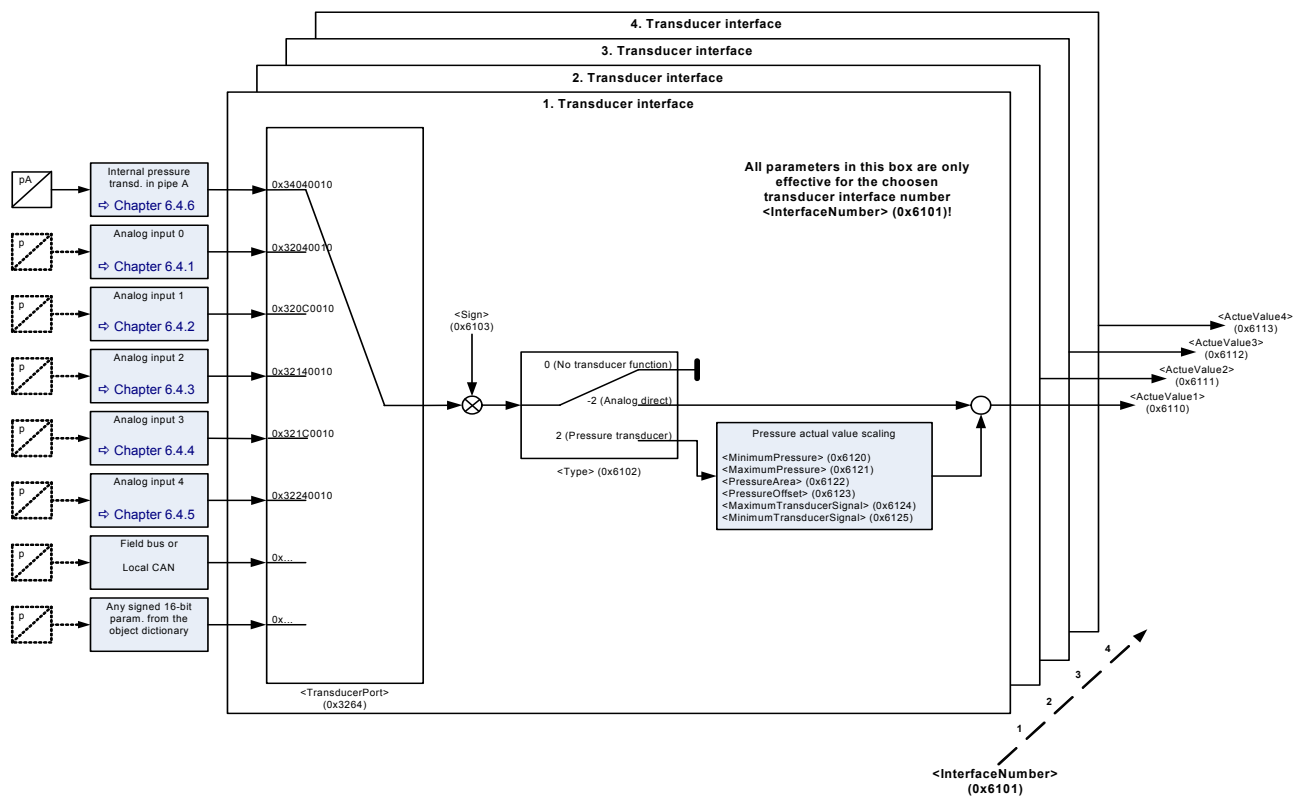 4. Transducer interface
3. Transducer interface
2. Transducer interface
1. Transducer interface
All parameters in this box are only
effective for the choosen
transducer interface number
<InterfaceNumber> (0x6101)!
pA
Internal pressure
transd. in pipe A
⇨ Chapter 6.4.6
0x34040010
p
Analog input 0
⇨ Chapter 6.4.1
0x32040010
p
Analog input 1
⇨ Chapter 6.4.2
0x320C0010
p
Analog input 2
⇨ Chapter 6.4.3
0x32140010
p
Analog input 3
⇨ Chapter 6.4.4
0x321C0010
p
Analog input 4
⇨ Chapter 6.4.5
0x32240010
p
Field bus or
Local CAN
0x...
p
Any signed 16-bit
param. from the
object dictionary
0x...
<TransducerPort>
(0x3264)
<Sign>
(0x6103)
0 (No transducer function)
-2 (Analog direct)
2 (Pressure transducer)
<Type> (0x6102)
Pressure actual value scaling
<MinimumPressure> (0x6120)
<MaximumPressure> (0x6121)
<PressureArea> (0x6122)
<PressureOffset> (0x6123)
<MaximumTransducerSignal> (0x6124)
<MinimumTransducerSignal> (0x6125)
<ActueValue4>
(0x6113)
<ActueValue3>
(0x6112)
<ActueValue2>
(0x6111)
<ActueValue1>
(0x6110)
4
3
2
1
<InterfaceNumber>
(0x6101)